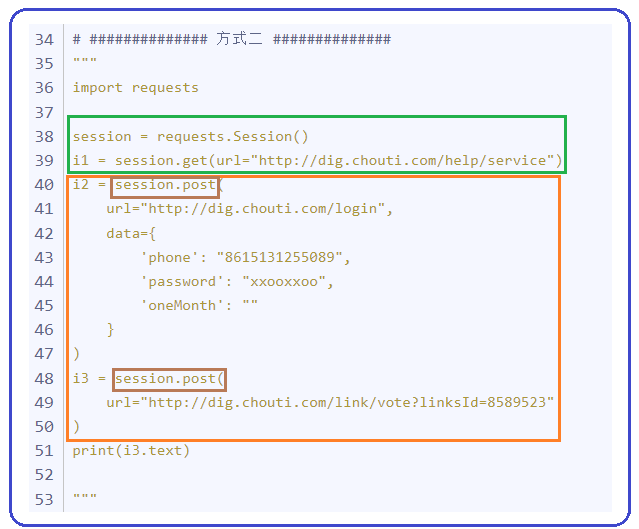 34 # ############## 方式二 ##############
35 """
36 import requests
37
38 session = requests.Session()
39 i1 = session.get(url="http://dig.chouti.com/help/service")
40 i2 = session.post(
41     url="http://dig.chouti.com/login",
42     data={
43         'phone': "8615131255089",
44         'password': "xxooxxoo",
45         'oneMonth': ""
46     }
47 )
48 i3 = session.post(
49     url="http://dig.chouti.com/link/vote?linksId=8589523"
50 )
51 print(i3.text)
52
53 """